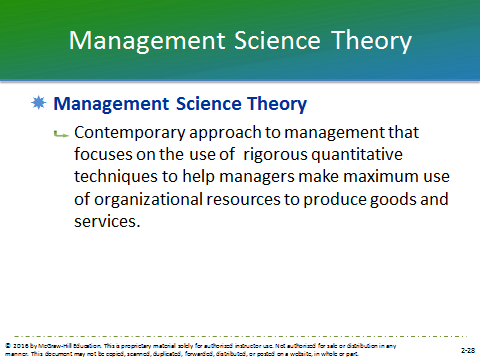 Management Science Theory
Management Science Theory
Contemporary approach to management that
focuses on the use of rigorous quantitative
techniques to help managers make maximum use
of organizational resources to produce goods and
services.
© 2016 by McGraw-Hill Education. This is proprietary material solely for authorized instructor use. Not authorized for sale or distribution in any
manner. This document may not be copied, scanned, duplicated, forwarded, distributed, or posted on a website, in whole or part.
2-28